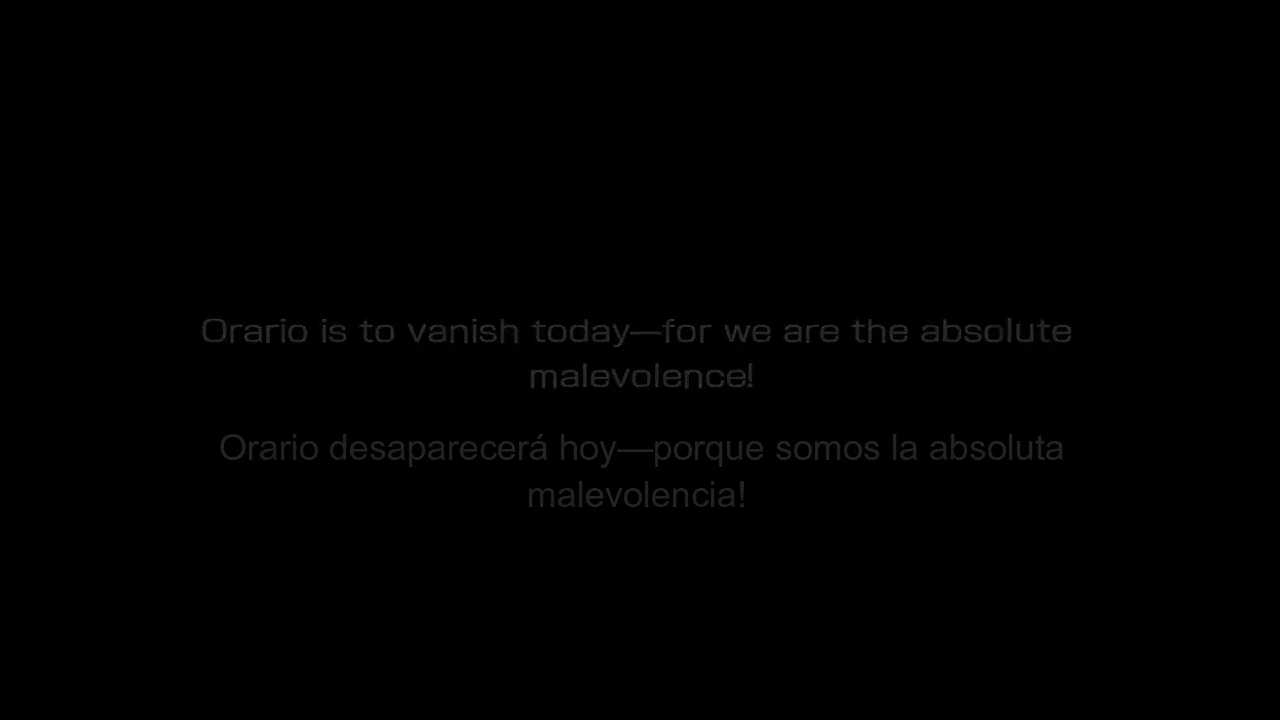 Orario is to vanish today—for we are the absolute
malevolence!
Orario desaparecerá hoy—porque somos la absoluta
malevolencia!